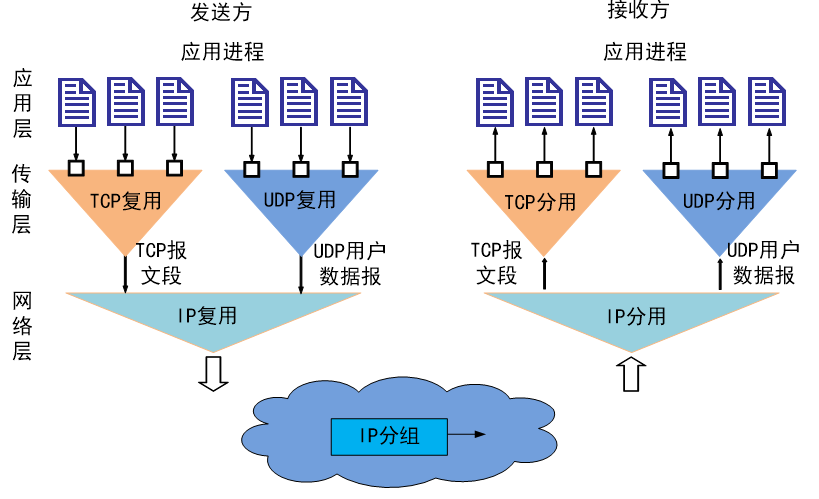 发送方
接收方
应用进程
应用进程
应用层
传输层
TCP复用
UDP复用
TCP分用
UDP分用
TCP报
文段
UDP用户
数据报
TCP报
文段
UDP用户
数据报
网络层
IP复用
IP分用
IP分组